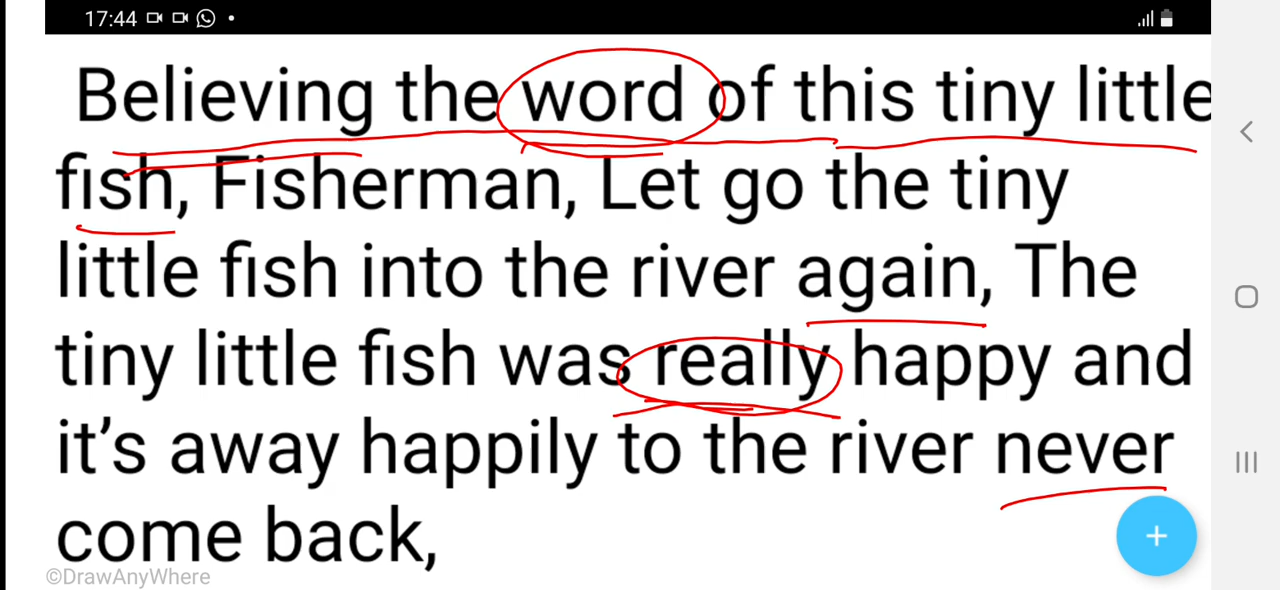 17:44
Believing the word of this tiny little
fish, Fisherman, Let go the tiny
little fish into the river again, The
tiny little fish was really happy and
it's away happily to the river never
come back,
©DrawAnyWhere